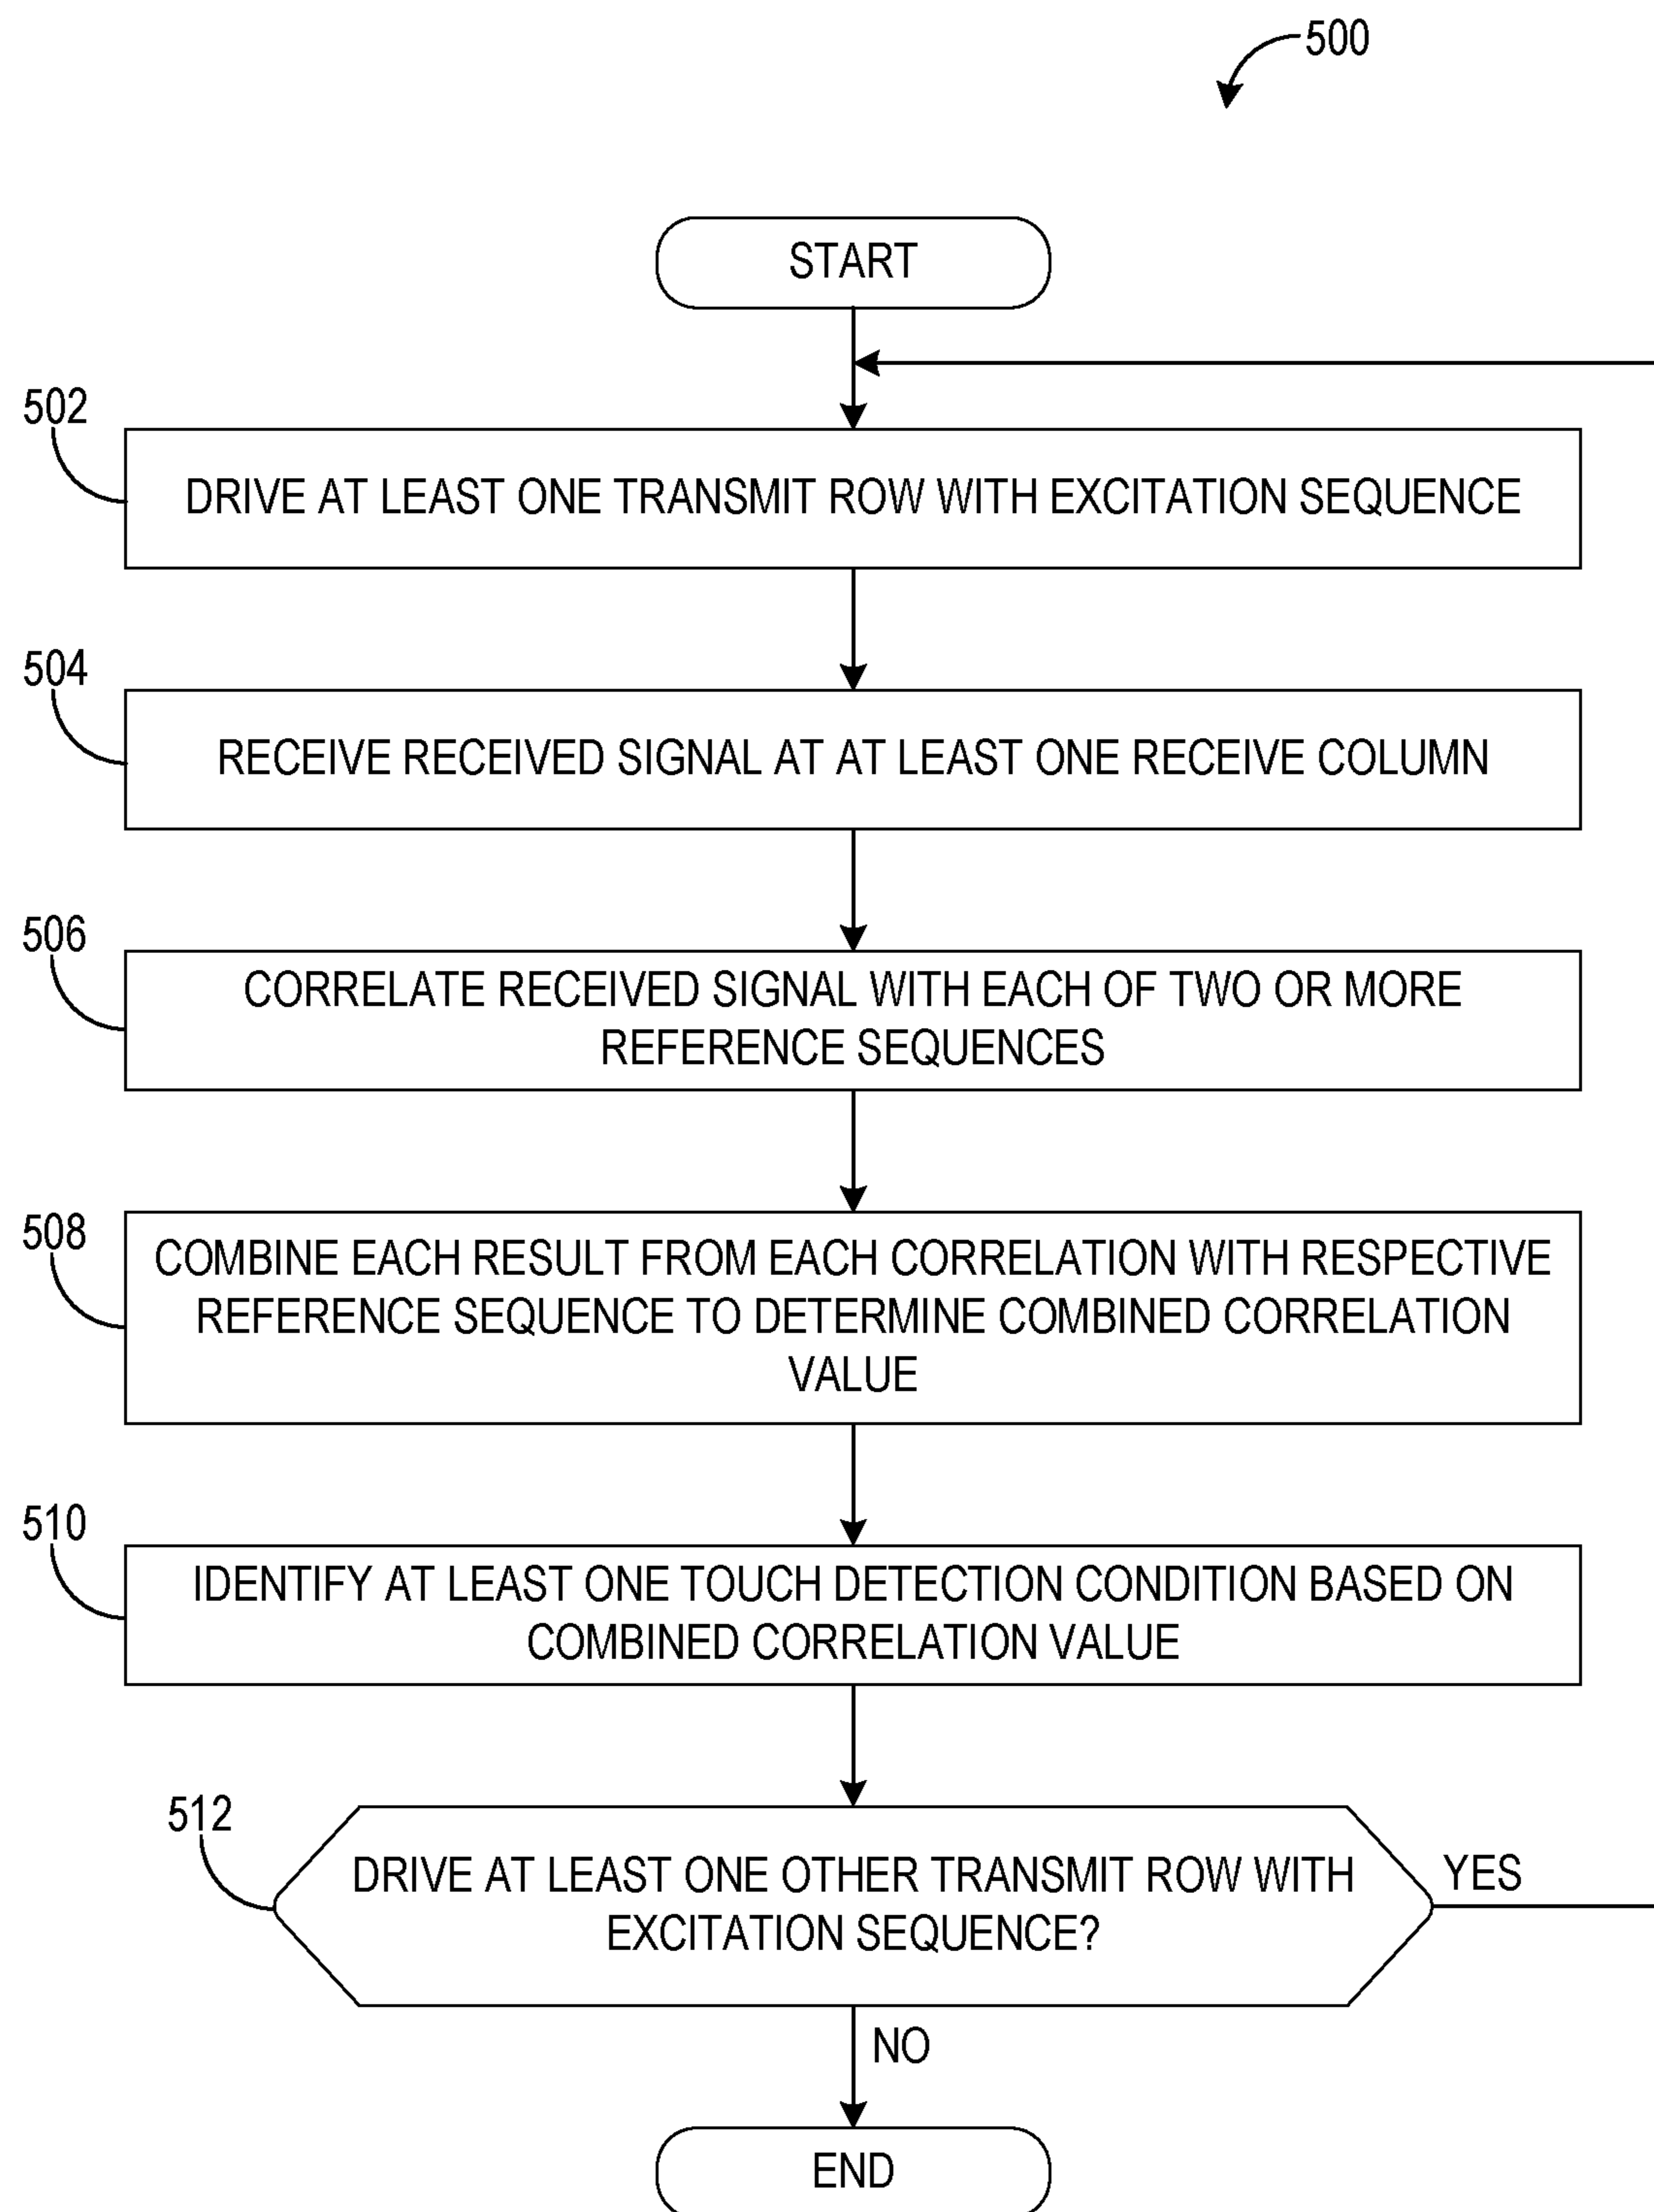 500
START
502
DRIVE AT LEAST ONE TRANSMIT ROW WITH EXCITATION SEQUENCE
504
RECEIVE RECEIVED SIGNAL AT AT LEAST ONE RECEIVE COLUMN
506
CORRELATE RECEIVED SIGNAL WITH EACH OF TWO OR MORE
REFERENCE SEQUENCES
508
COMBINE EACH RESULT FROM EACH CORRELATION WITH RESPECTIVE
REFERENCE SEQUENCE TO DETERMINE COMBINED CORRELATION
VALUE
510
IDENTIFY AT LEAST ONE TOUCH DETECTION CONDITION BASED ON
COMBINED CORRELATION VALUE
512
DRIVE AT LEAST ONE OTHER TRANSMIT ROW WITH
EXCITATION SEQUENCE?
YES
NO
END